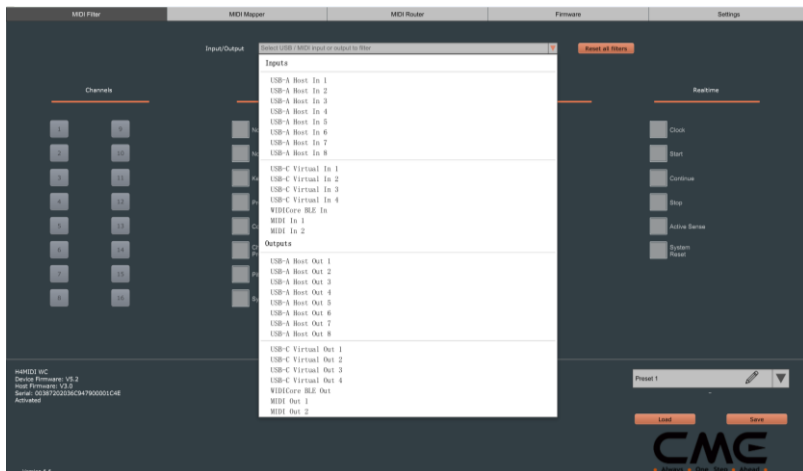 MIDI Filter
MIDI Mapper
MIDI Router
Firmware
Settings
Input/Output
Select USB / MIDI input or output to filter
Reset all filters
Inputs
USB-A Host In 1
USB-A Host In 2
USB-A Host In 3
USB-A Host In 4
USB-A Host In 5
USB-A Host In 6
USB-A Host In 7
USB-A Host In 8
USB-C Virtual In 1
USB-C Virtual In 2
USB-C Virtual In 3
USB-C Virtual In 4
WIDICore BLE In
MIDI In 1
MIDI In 2
Outputs
USB-A Host Out 1
USB-A Host Out 2
USB-A Host Out 3
USB-A Host Out 4
USB-A Host Out 5
USB-A Host Out 6
USB-A Host Out 7
USB-A Host Out 8
USB-C Virtual Out 1
USB-C Virtual Out 2
USB-C Virtual Out 3
USB-C Virtual Out 4
WIDICore BLE Out
MIDI Out 1
MIDI Out 2
Channels
1 9
2 10
3 11
4 12
5 13
6 14
7 15
8 16
Realtime
Clock
Start
Continue
Stop
Active Sense
System
Reset
H4MIDI WC
Device Firmware: V5.2
Host Firmware: V3.0
Serial: 00387202036C947900001C4E
Activated
Preset 1
Load
Save
CME